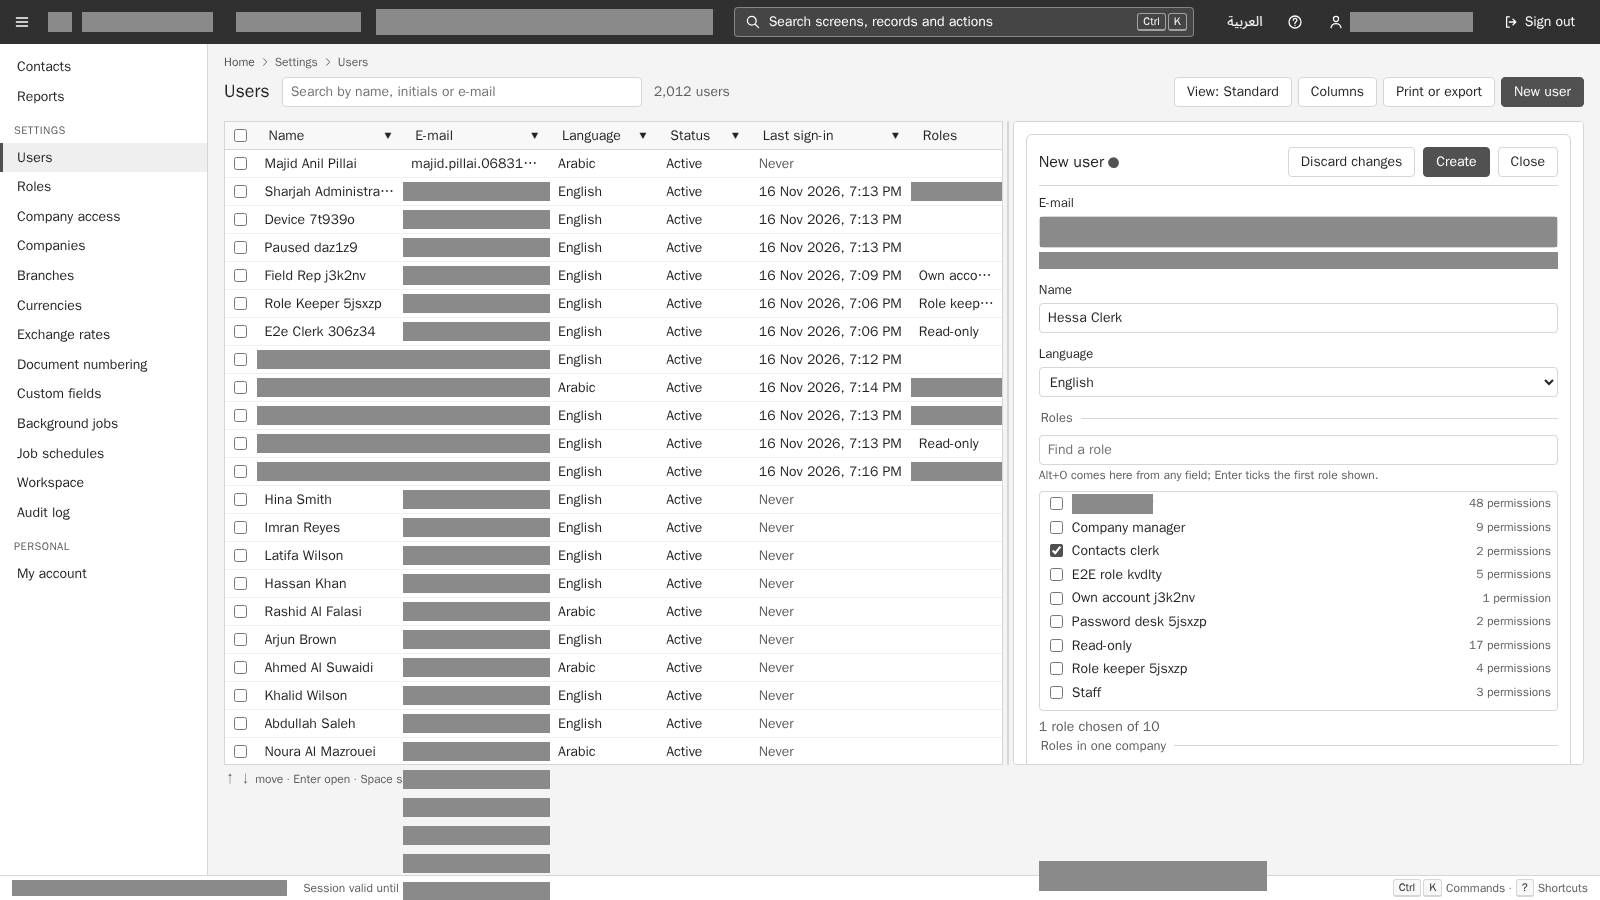 Search screens, records and actions Ctrl K العربية Sign out
Contacts
Reports
SETTINGS
Users
Roles
Company access
Companies
Branches
Currencies
Exchange rates
Document numbering
Custom fields
Background jobs
Job schedules
Workspace
Audit log
PERSONAL
My account
Home > Settings > Users
Users Search by name, initials or e-mail 2,012 users View: Standard Columns Print or export New user
Name ▼ E-mail ▼ Language ▼ Status ▼ Last sign-in ▼ Roles
Majid Anil Pillai majid.pillai.06831··· Arabic Active Never
Sharjah Administra··· English Active 16 Nov 2026, 7:13 PM
Device 7t939o English Active 16 Nov 2026, 7:13 PM
Paused daz1z9 English Active 16 Nov 2026, 7:13 PM
Field Rep j3k2nv English Active 16 Nov 2026, 7:09 PM Own acco···
Role Keeper 5jsxzp English Active 16 Nov 2026, 7:06 PM Role keep···
E2e Clerk 306z34 English Active 16 Nov 2026, 7:06 PM Read-only
English Active 16 Nov 2026, 7:12 PM
Arabic Active 16 Nov 2026, 7:14 PM
English Active 16 Nov 2026, 7:13 PM
English Active 16 Nov 2026, 7:13 PM Read-only
English Active 16 Nov 2026, 7:16 PM
Hina Smith English Active Never
Imran Reyes English Active Never
Latifa Wilson English Active Never
Hassan Khan English Active Never
Rashid Al Falasi Arabic Active Never
Arjun Brown English Active Never
Ahmed Al Suwaidi Arabic Active Never
Khalid Wilson English Active Never
Abdullah Saleh English Active Never
Noura Al Mazrouei Arabic Active Never
↑ ↓ move · Enter open · Space s
New user Discard changes Create Close
E-mail
Name
Hessa Clerk
Language
English
Roles
Find a role
Alt+O comes here from any field; Enter ticks the first role shown.
48 permissions
Company manager 9 permissions
Contacts clerk 2 permissions
E2E role kvdlty 5 permissions
Own account j3k2nv 1 permission
Password desk 5jsxzp 2 permissions
Read-only 17 permissions
Role keeper 5jsxzp 4 permissions
Staff 3 permissions
1 role chosen of 10
Roles in one company
Session valid until
Ctrl K Commands · ? Shortcuts